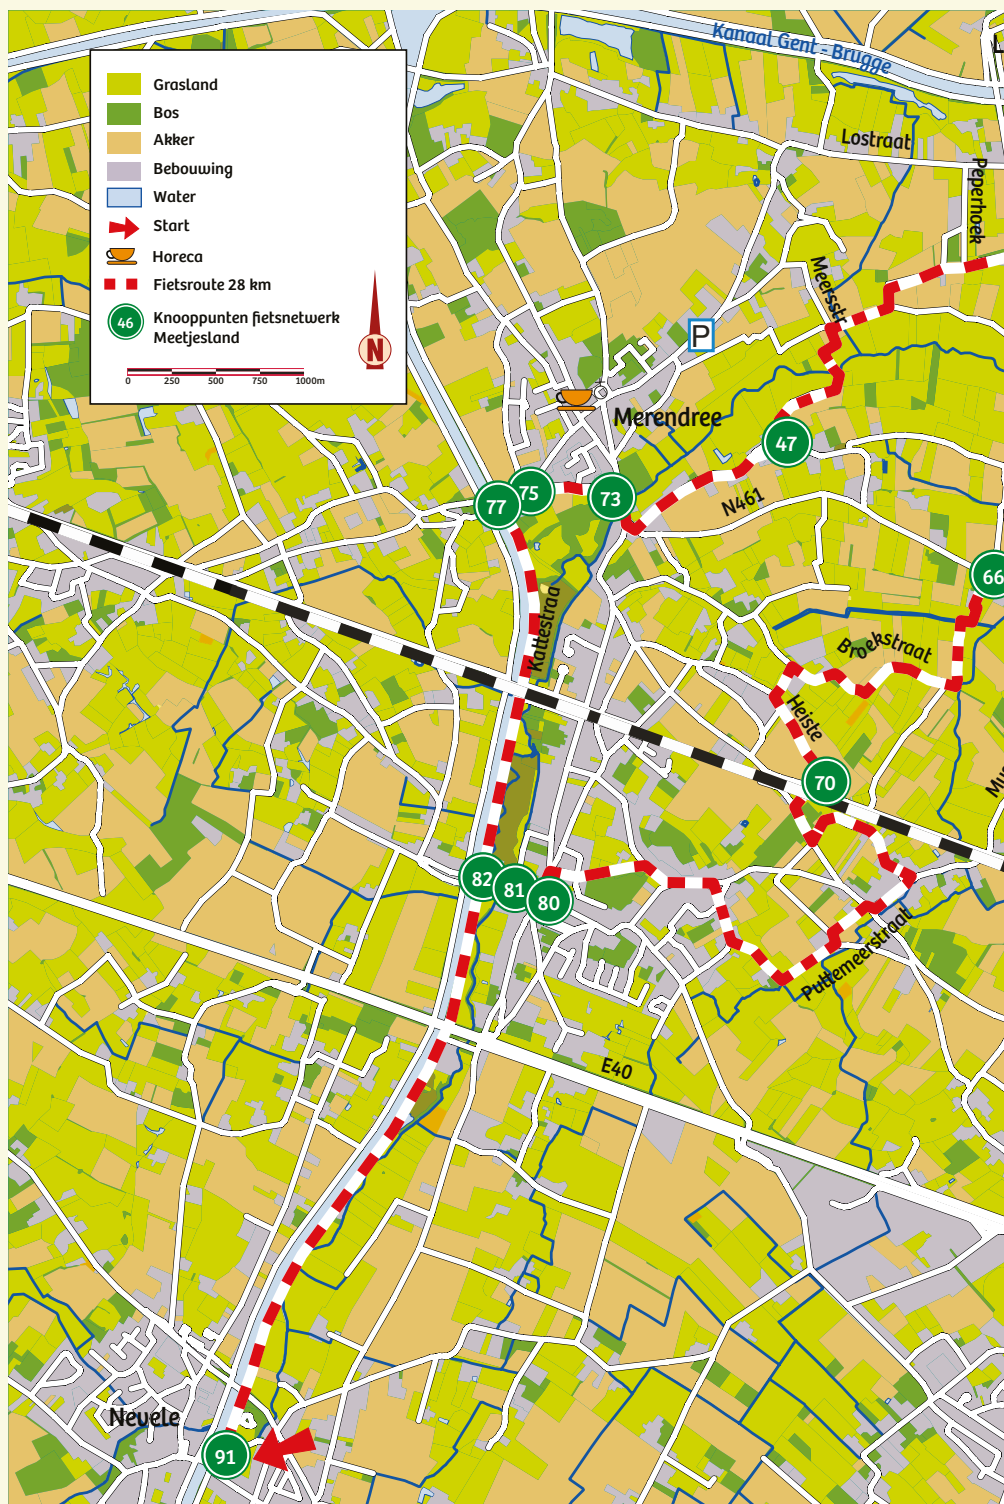 Kanaal Gent - Brugge
Grasland
Bos
Akker
Bebouwing
Water
Start
Horeca
Fietsroute 28 km
46
Knooppunten fietsnetwerk
Meetjesland
N
0 250 500 750 1000m
Lostraat
Peperhoek
Meersstr
P
Merendree
47
77
75
73
N461
66
Kattestraat
Broekstraat
Heiste
70
82
81
80
Puttemeerstraat
E40
Nevele
91